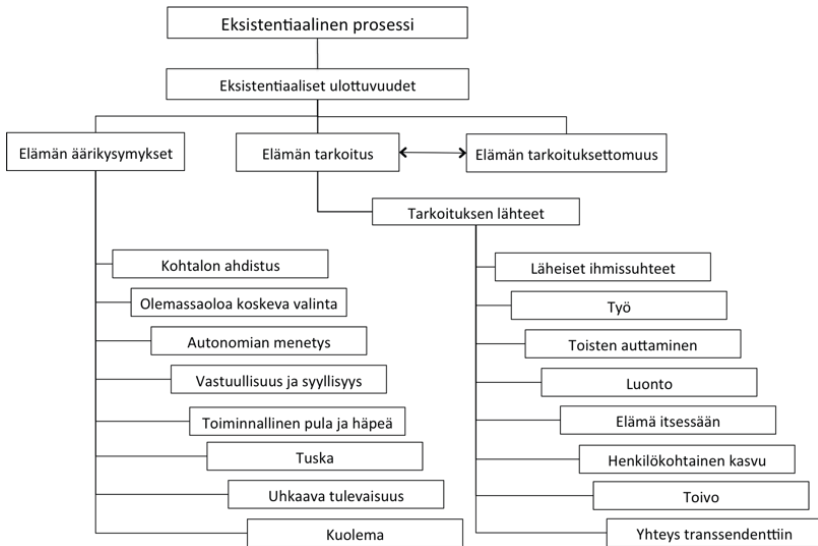 Eksistentiaalinen prosessi
Eksistentiaaliset ulottuvuudet
Elämän äärikysymykset
Elämän tarkoitus
Elämän tarkoituksettomuus
Tarkoituksen lähteet
Kohtalon ahdistus
Olemassaoloa koskeva valinta
Autonomian menetys
Vastuullisuus ja syyllisyys
Toiminnallinen pula ja häpeä
Tuska
Uhkaava tulevaisuus
Kuolema
Läheiset ihmissuhteet
Työ
Toisten auttaminen
Luonto
Elämä itsessään
Henkilökohtainen kasvu
Toivo
Yhteys transsendenttiin